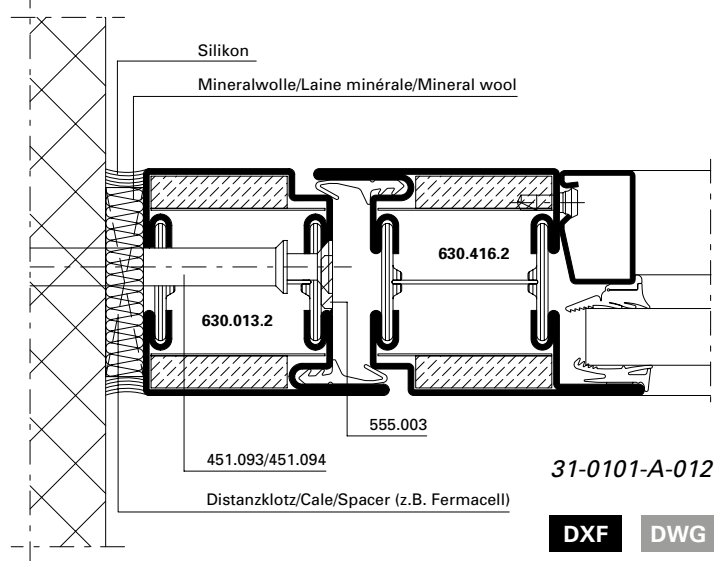 Silikon
Mineralwolle/Laine minérale/Mineral wool
630.416.2
630.013.2
555.003
451.093/451.094
31-0101-A-012
Distanzklotz/Cale/Spacer (z.B. Fermacell)
DXF DWG